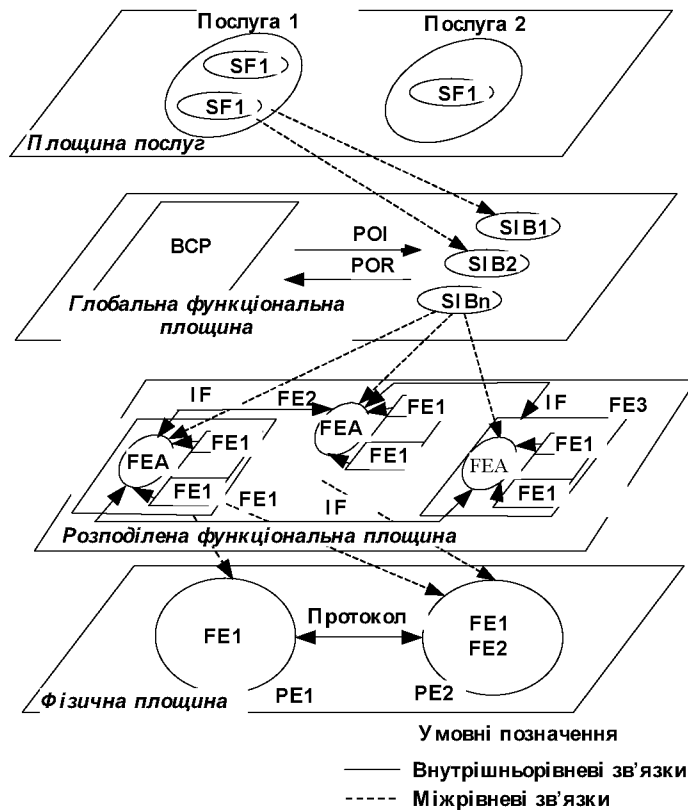 Послуга 1
Послуга 2
SF1
SF1
SF1
Площина послуг
SIB1
BCP
POI
SIB2
POR
SIBn
Глобальна функціональна
площина
IF
FE2
FE1
IF
FE3
FEA
FE1
FE1
FEA
FE1
FEA
FE1
FE1
FE1
FE1
IF
Розподілена функціональна площина
Протокол
FE1
FE1
FE2
PE1
PE2
Фізична площина
Умовні позначення
Внутрішньорівневі зв'язки
Міжрівневі зв'язки